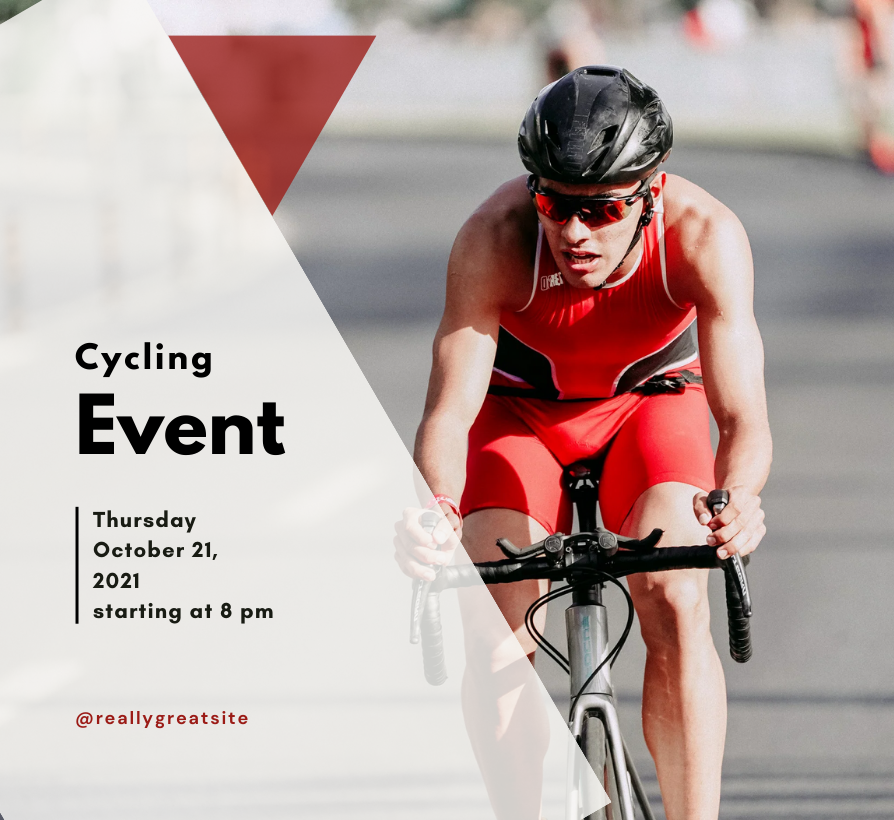 Cycling
Event
Thursday
October 21,
2021
starting at 8 pm
@reallygreatsite